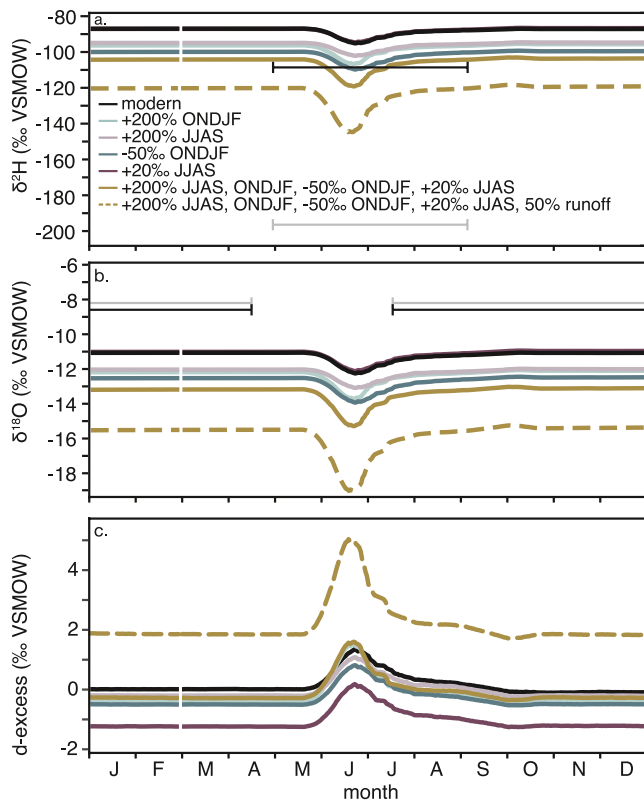 a.
-80
-100
-120
-140
-160
-180
-200
δ²H (‰ VSMOW)
modern
+200% ONDJF
+200% JJAS
-50‰ ONDJF
+20‰ JJAS
+200% JJAS, ONDJF, -50‰ ONDJF, +20‰ JJAS
+200% JJAS, ONDJF, -50‰ ONDJF, +20‰ JJAS, 50% runoff
b.
-6
-8
-10
-12
-14
-16
-18
δ¹⁸O (‰ VSMOW)
c.
4
2
0
-2
d-excess (‰ VSMOW)
J F M A M J J A S O N D
month